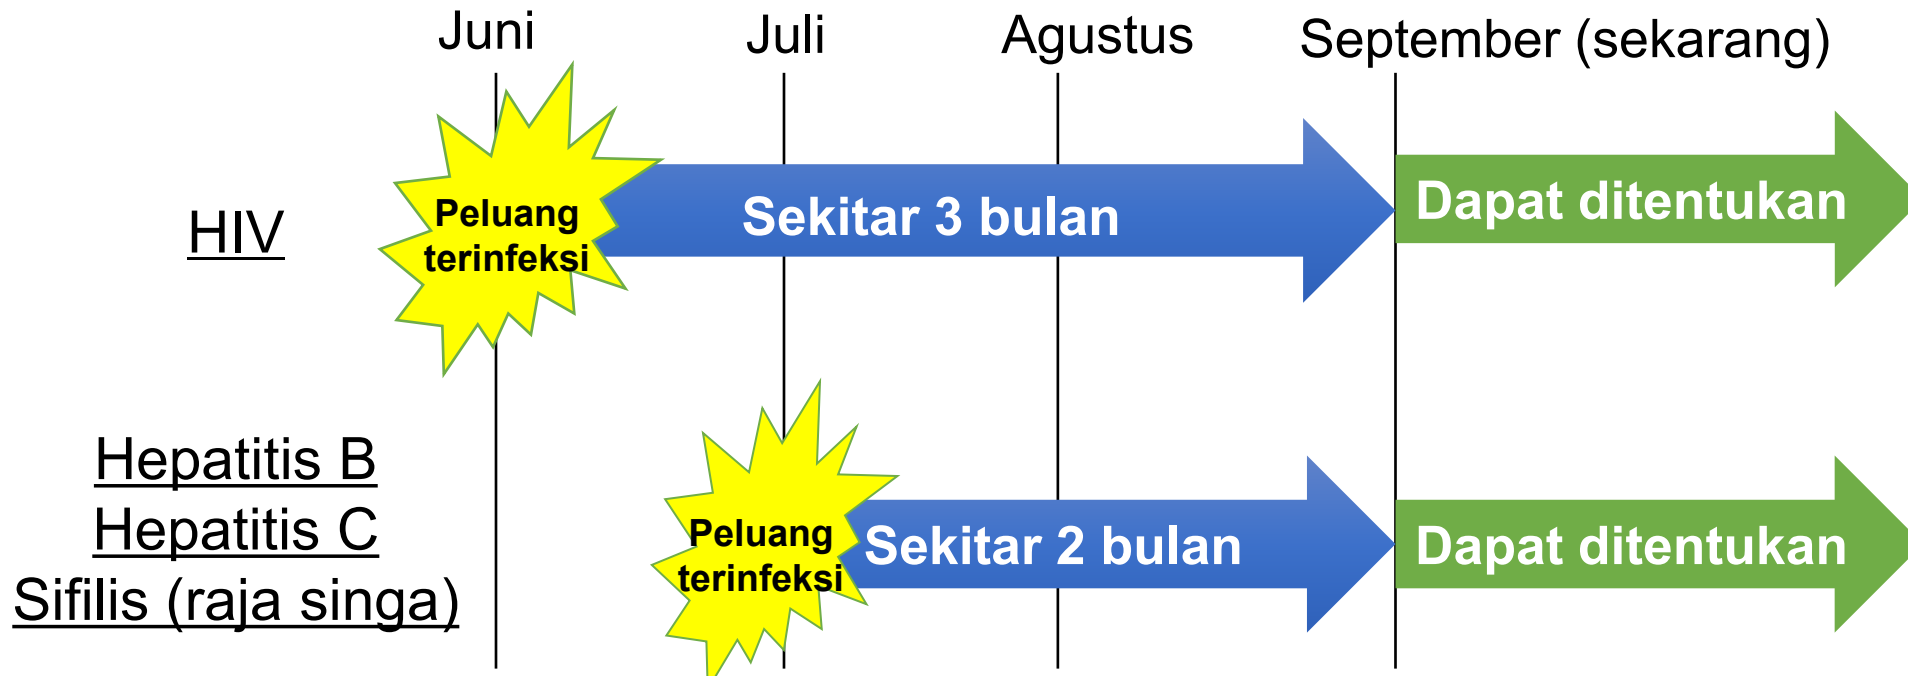 Juni
Juli
Agustus
September (sekarang)
HIV
Peluang
terinfeksi
Sekitar 3 bulan
Dapat ditentukan
Hepatitis B
Hepatitis C
Sifilis (raja singa)
Peluang
terinfeksi
Sekitar 2 bulan
Dapat ditentukan